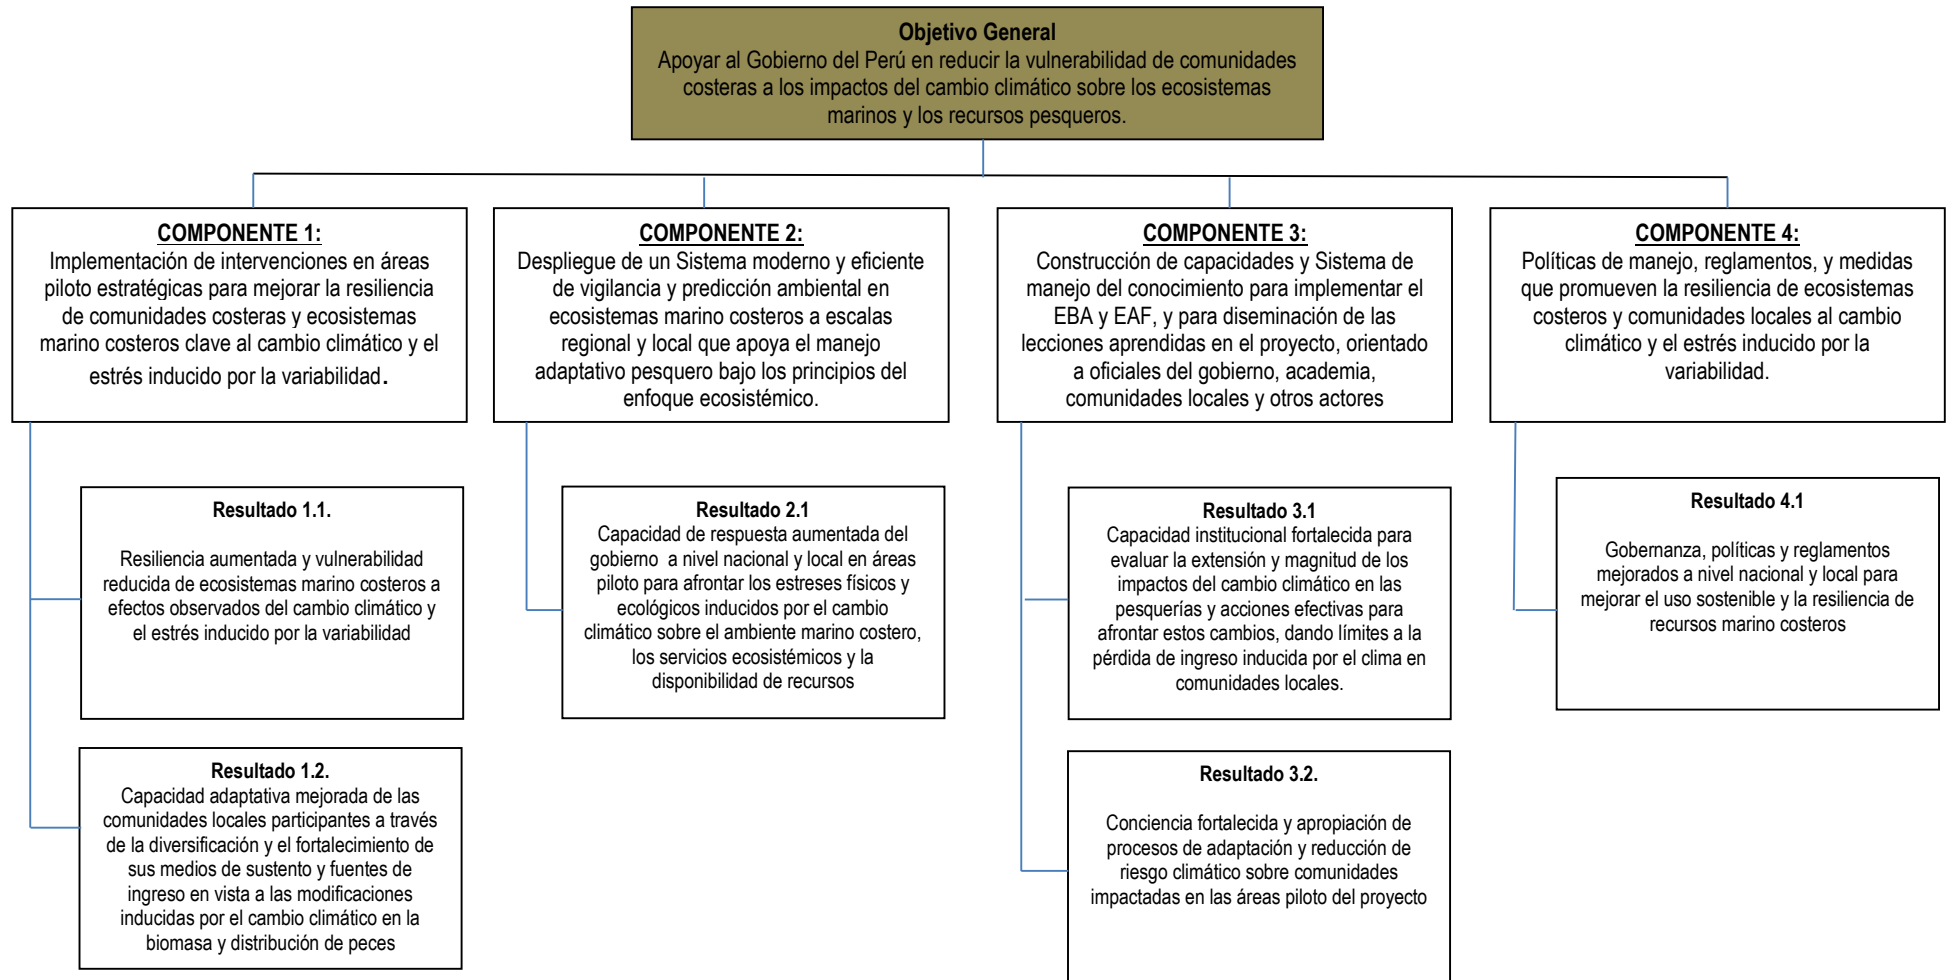 Objetivo General
Apoyar al Gobierno del Perú en reducir la vulnerabilidad de comunidades
costeras a los impactos del cambio climático sobre los ecosistemas
marinos y los recursos pesqueros.
COMPONENTE 1:
Implementación de intervenciones en áreas
piloto estratégicas para mejorar la resiliencia
de comunidades costeras y ecosistemas
marino costeros clave al cambio climático y el
estrés inducido por la variabilidad.
COMPONENTE 2:
Despliegue de un Sistema moderno y eficiente
de vigilancia y predicción ambiental en
ecosistemas marino costeros a escalas
regional y local que apoya el manejo
adaptativo pesquero bajo los principios del
enfoque ecosistémico.
COMPONENTE 3:
Construcción de capacidades y Sistema de
manejo del conocimiento para implementar el
EBA y EAF, y para diseminación de las
lecciones aprendidas en el proyecto, orientado
a oficiales del gobierno, academia,
comunidades locales y otros actores
COMPONENTE 4:
Políticas de manejo, reglamentos, y medidas
que promueven la resiliencia de ecosistemas
costeros y comunidades locales al cambio
climático y el estrés inducido por la
variabilidad.
Resultado 1.1.
Resiliencia aumentada y vulnerabilidad
reducida de ecosistemas marino costeros a
efectos observados del cambio climático y
el estrés inducido por la variabilidad
Resultado 2.1
Capacidad de respuesta aumentada del
gobierno a nivel nacional y local en áreas
piloto para afrontar los estreses físicos y
ecológicos inducidos por el cambio
climático sobre el ambiente marino costero,
los servicios ecosistémicos y la
disponibilidad de recursos
Resultado 3.1
Capacidad institucional fortalecida para
evaluar la extensión y magnitud de los
impactos del cambio climático en las
pesquerías y acciones efectivas para
afrontar estos cambios, dando límites a la
pérdida de ingreso inducida por el clima en
comunidades locales.
Resultado 4.1
Gobernanza, políticas y reglamentos
mejorados a nivel nacional y local para
mejorar el uso sostenible y la resiliencia de
recursos marino costeros
Resultado 1.2.
Capacidad adaptativa mejorada de las
comunidades locales participantes a través
de la diversificación y el fortalecimiento de
sus medios de sustento y fuentes de
ingreso en vista a las modificaciones
inducidas por el cambio climático en la
biomasa y distribución de peces
Resultado 3.2.
Conciencia fortalecida y apropiación de
procesos de adaptación y reducción de
riesgo climático sobre comunidades
impactadas en las áreas piloto del proyecto